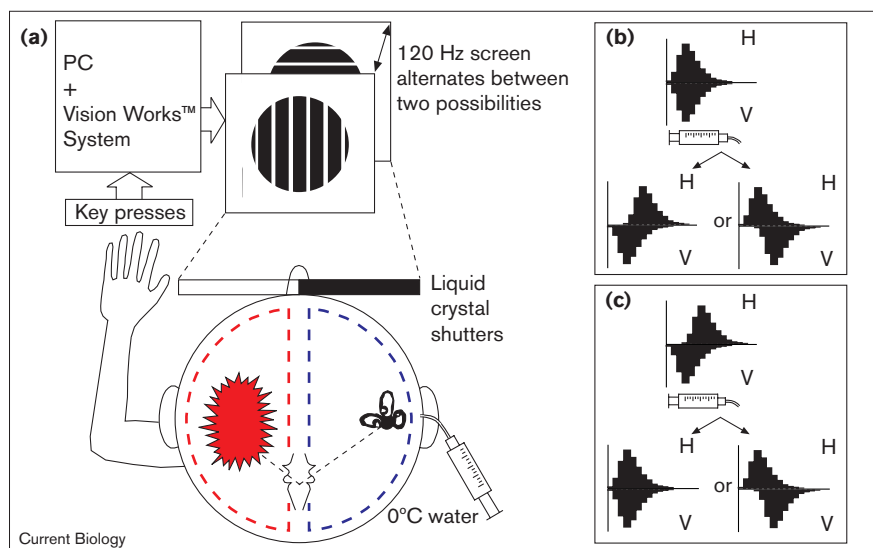 (a)
PC
+
Vision Works™
System
Key presses
120 Hz screen
alternates between
two possibilities
Liquid
crystal
shutters
0°C water
Current Biology
(b)
H
V
H
or
H
V
V
(c)
H
V
H
or
H
V
V